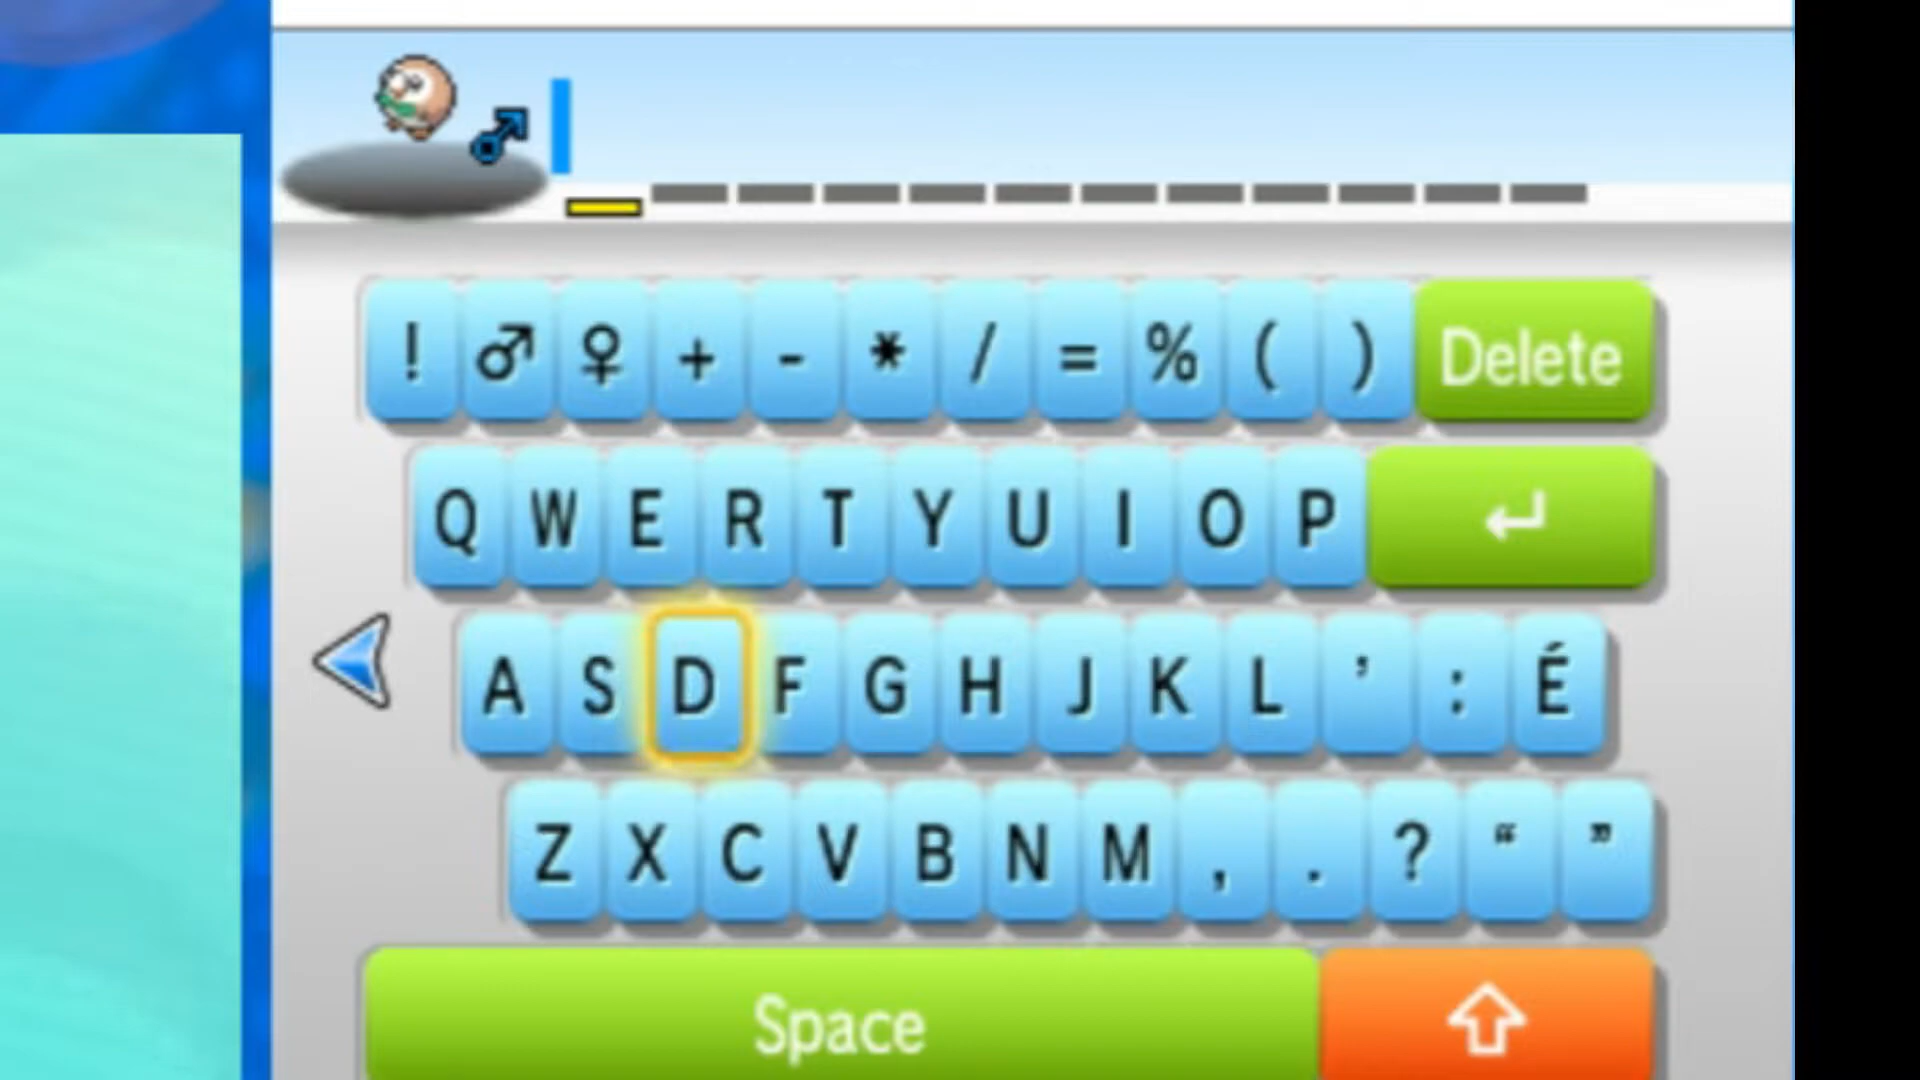 ! ♂ ♀ + - * / = % ( ) Delete
Q W E R T Y U I O P ↵
A S D F G H J K L ’ : É
Z X C V B N M , . ? “ ”
Space